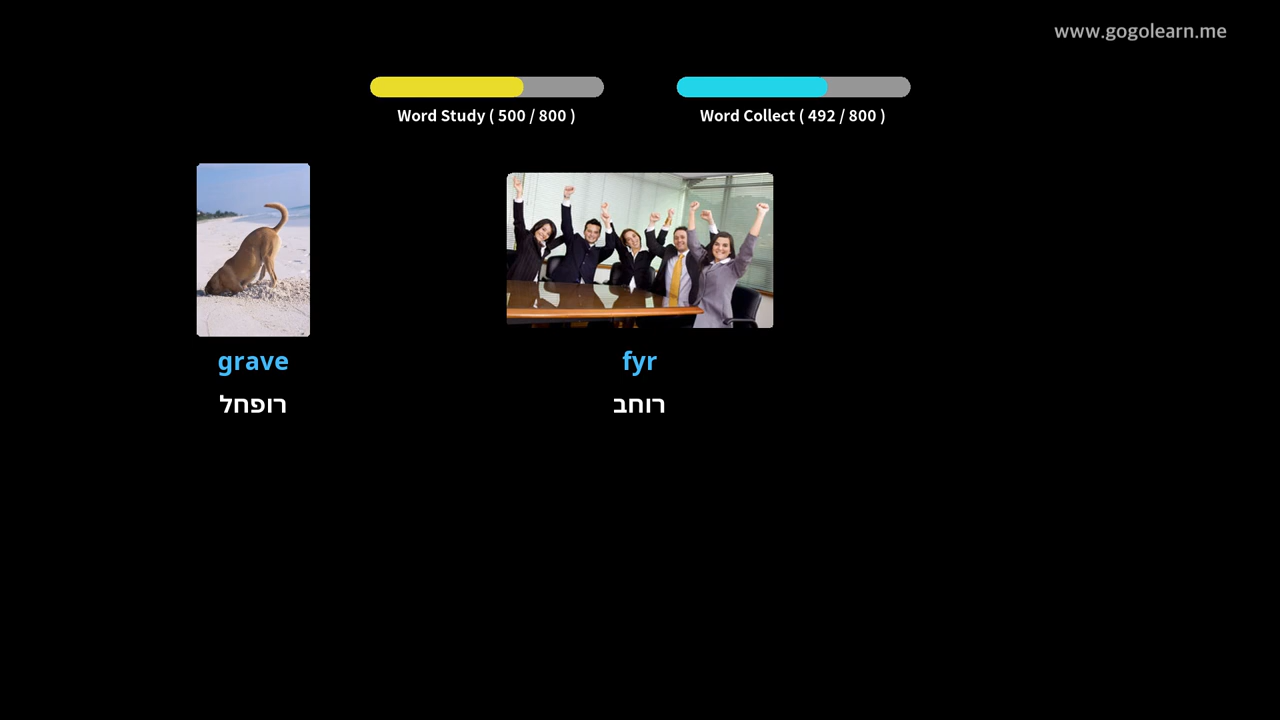 www.gogolearn.me
Word Study ( 500 / 800 )
Word Collect ( 492 / 800 )
grave
רופחל
fyr
רוחב